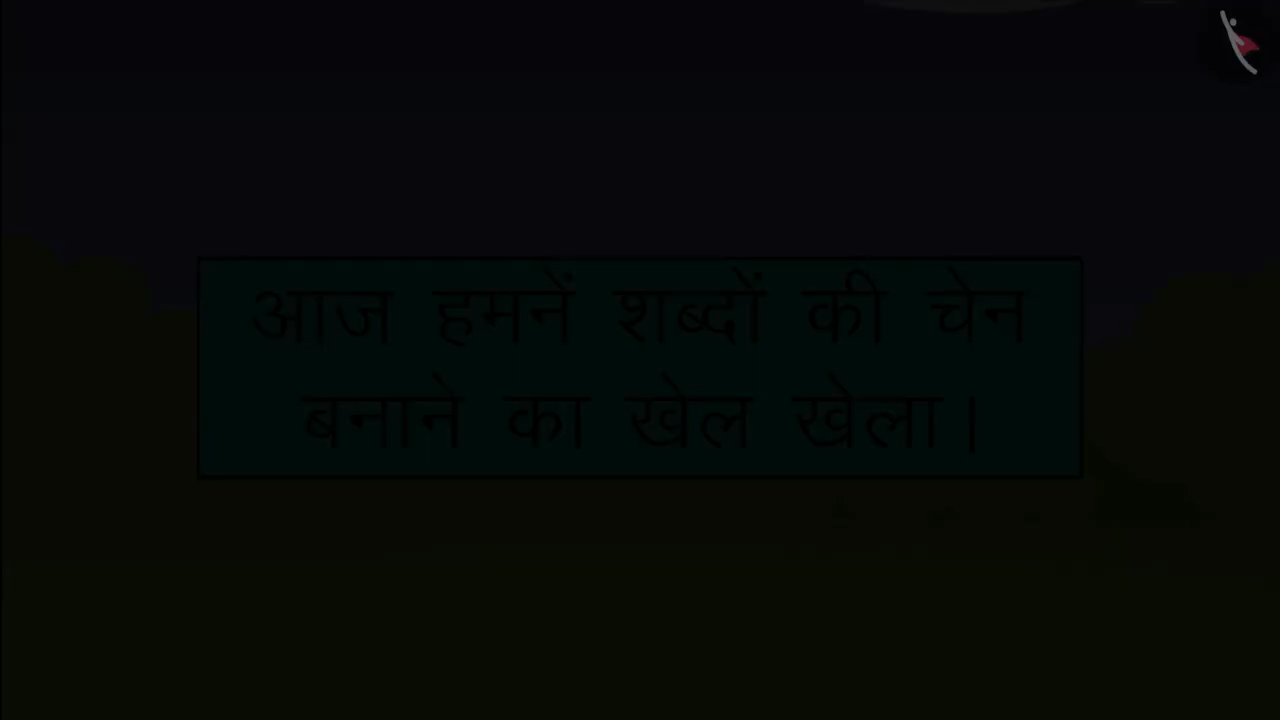 आज हमनें शब्दों की चेन
बनाने का खेल खेला।